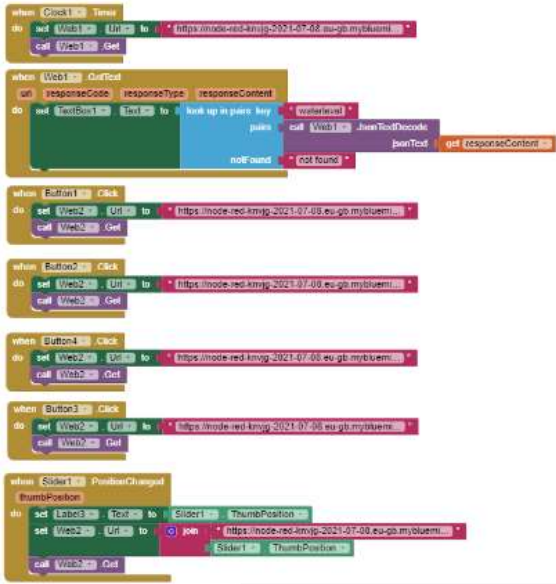 when Clock1 .Timer
do set Web1 . Url to " https://node-red-knvjg-2021-07-08.eu-gb.mybluemi... "
call Web1 .Get
when Web1 .GotText
url responseCode responseType responseContent
do set TextBox1 . Text to look up in pairs key " waterlevel "
pairs call Web1 .JsonTextDecode
jsonText get responseContent
notFound " not found "
when Button1 .Click
do set Web2 . Url to " https://node-red-knvjg-2021-07-08.eu-gb.mybluemi... "
call Web2 .Get
when Button2 .Click
do set Web2 . Url to " https://node-red-knvjg-2021-07-08.eu-gb.mybluemi... "
call Web2 .Get
when Button4 .Click
do set Web2 . Url to " https://node-red-knvjg-2021-07-08.eu-gb.mybluemi... "
call Web2 .Get
when Button3 .Click
do set Web2 . Url to " https://node-red-knvjg-2021-07-08.eu-gb.mybluemi... "
call Web2 .Get
when Slider1 .PositionChanged
thumbPosition
do set Label3 . Text to Slider1 . ThumbPosition
set Web2 . Url to join " https://node-red-knvjg-2021-07-08.eu-gb.mybluemi... "
Slider1 . ThumbPosition
call Web2 .Get